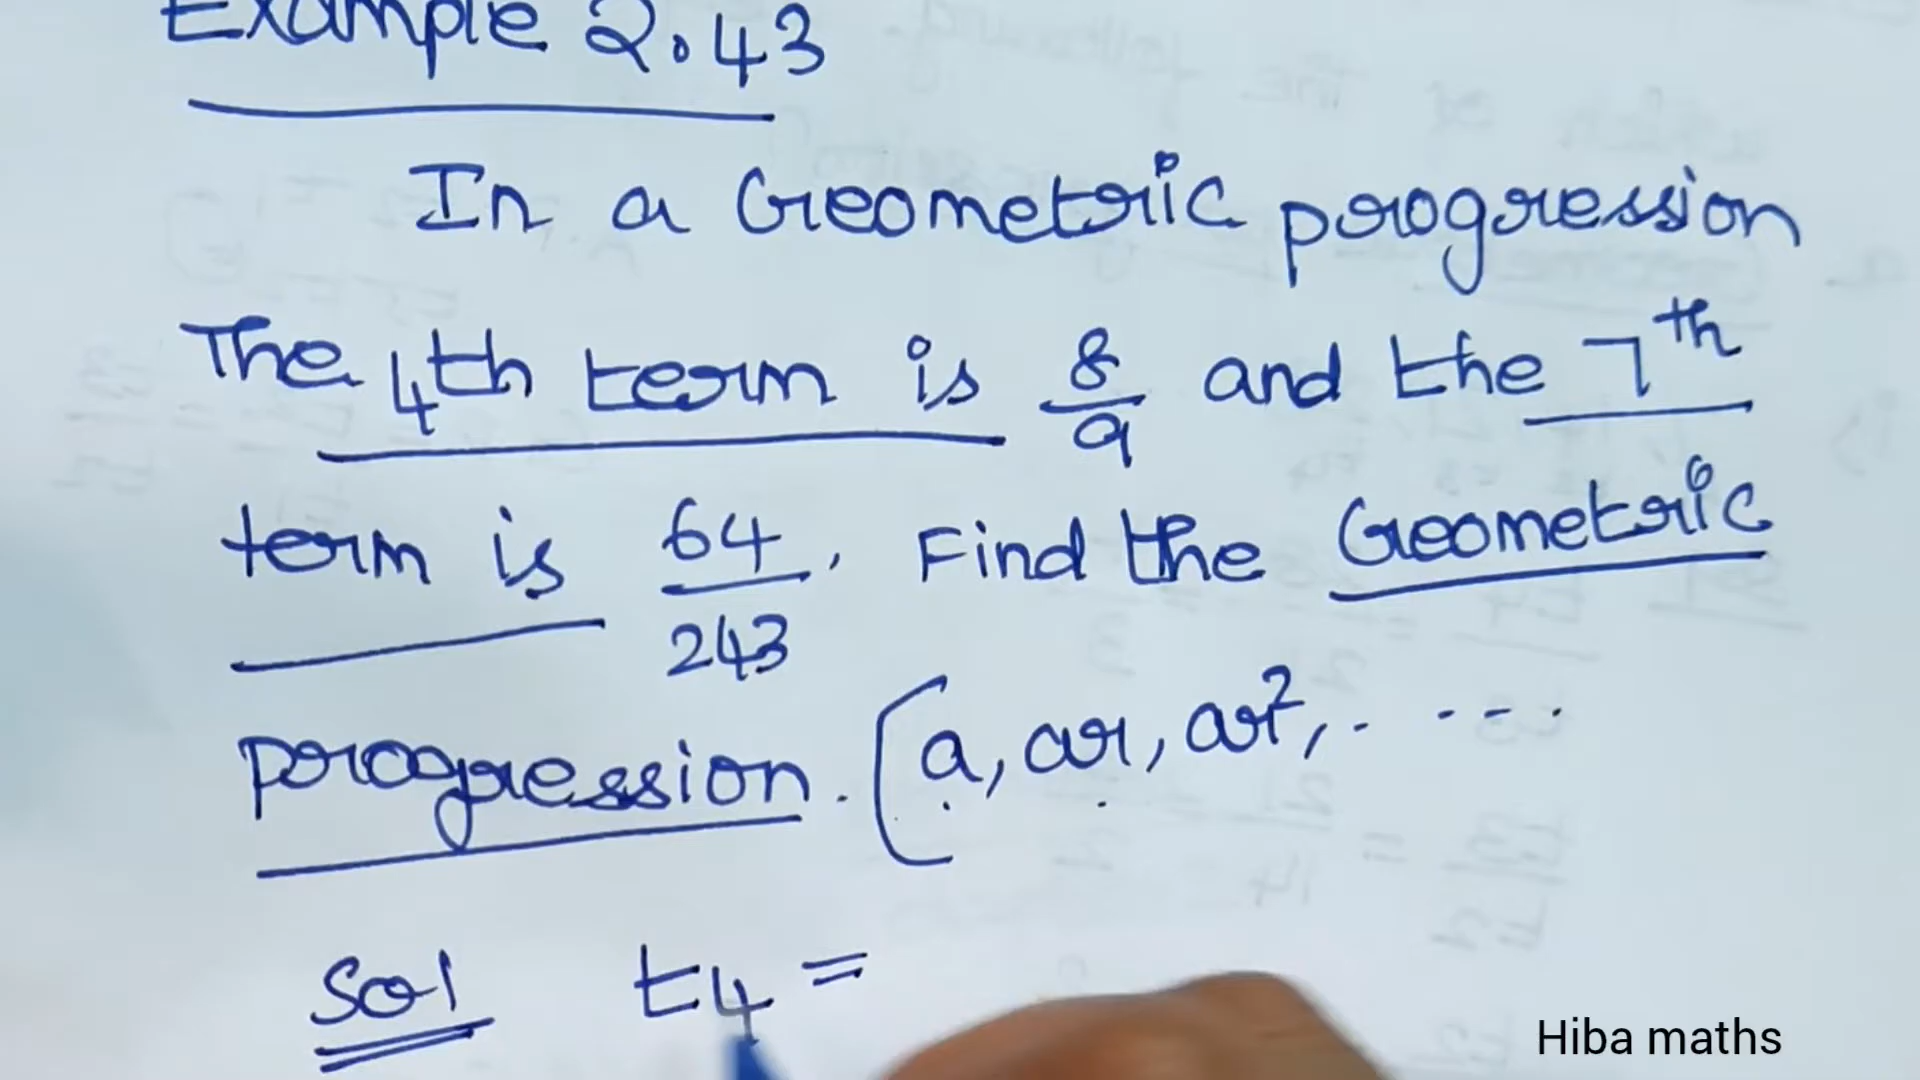 Example 2.43
In a Geometric progression
The 4th term is 8/9 and the 7th
term is 64/243. Find the Geometric
progression. (a, ar, ar²,. - - - .
Sol t4 =
Hiba maths